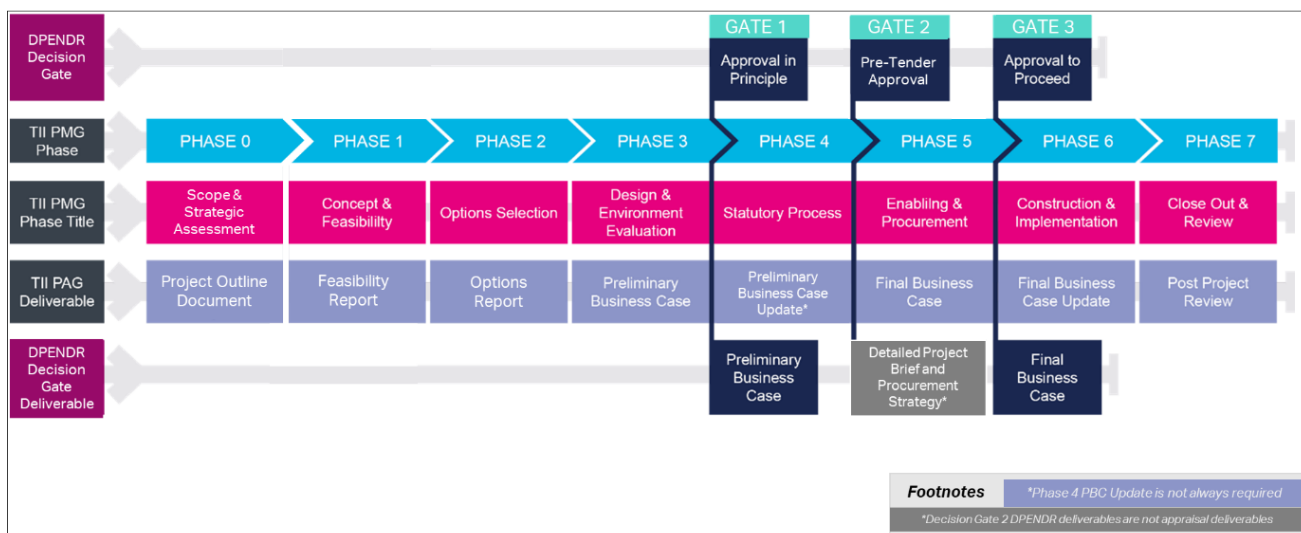 GATE 1
GATE 2
GATE 3
DPENDR
Decision
Gate
Approval in
Principle
Pre-Tender
Approval
Approval to
Proceed
TII PMG
Phase
PHASE 0
PHASE 1
PHASE 2
PHASE 3
PHASE 4
PHASE 5
PHASE 6
PHASE 7
TII PMG
Phase Title
Scope &
Strategic
Assessment
Concept &
Feasibililty
Options Selection
Design &
Environment
Evaluation
Statutory Process
Enabliing &
Procurement
Construction &
Implementation
Close Out &
Review
TII PAG
Deliverable
Project Outline
Document
Feasibility
Report
Options
Report
Preliminary
Business Case
Preliminary
Business Case
Update*
Final Business
Case
Final Business
Case Update
Post Project
Review
DPENDR
Decision
Gate
Deliverable
Preliminary
Business
Case
Detailed Project
Brief and
Procurement
Strategy*
Final
Business
Case
Footnotes
*Phase 4 PBC Update is not always required
*Decision Gate 2 DPENDR deliverables are not appraisal deliverables